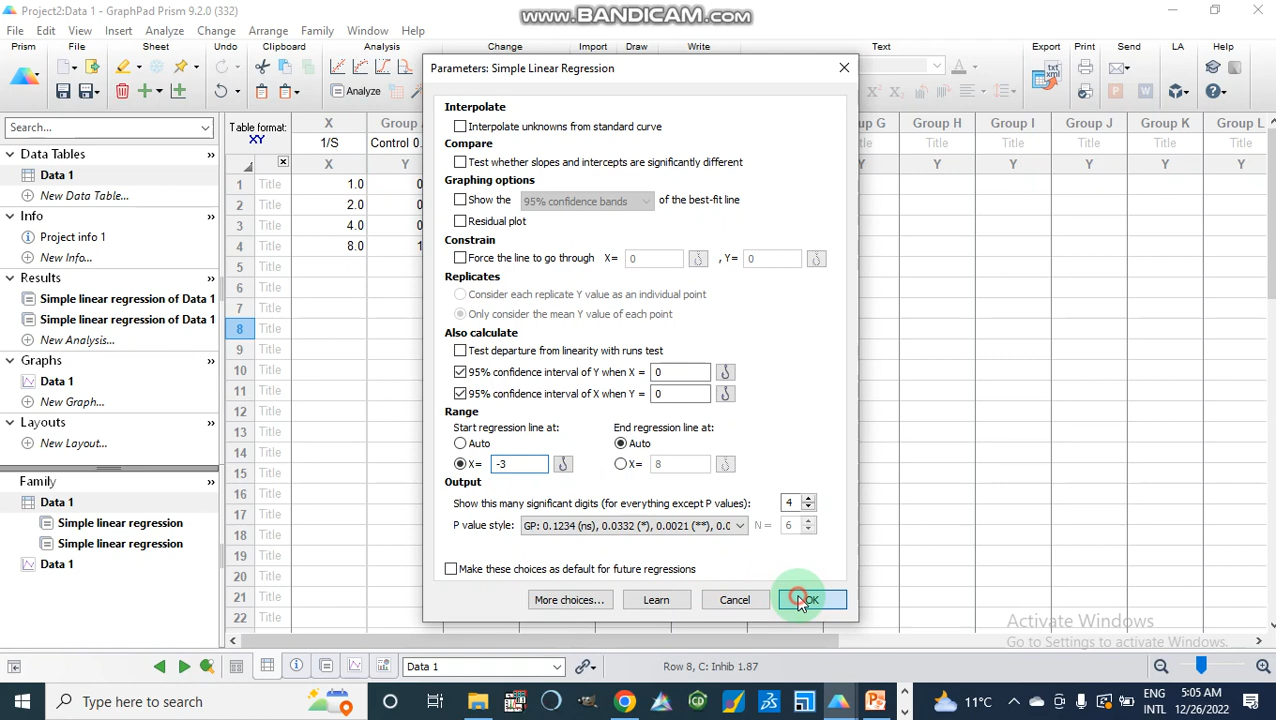 Project2:Data 1 - GraphPad Prism 9.2.0 (332)
www.BANDICAM.com
File Edit View Insert Analyze Change Arrange Family Window Help
Prism File Sheet Undo Clipboard Analysis Change Import Draw Write Text Export Print Send LA Help
Analyze
Search...
Data Tables
Data 1
New Data Table...
Info
Project info 1
New Info...
Results
Simple linear regression of Data 1
Simple linear regression of Data 1
New Analysis...
Graphs
Data 1
New Graph...
Layouts
New Layout...
Family
Data 1
Simple linear regression
Simple linear regression
Data 1
Table format:
XY
X Group A G Group H Group I Group J Group K Group L
1/S Control 0. Title Title Title Title Title
X Y Y Y Y Y Y Y
1 Title 1.0 0
2 Title 2.0 0
3 Title 4.0 0
4 Title 8.0 1
5 Title
6 Title
7 Title
8 Title
9 Title
10 Title
11 Title
12 Title
13 Title
14 Title
15 Title
16 Title
17 Title
18 Title
19 Title
20 Title
21 Title
22 Title
Parameters: Simple Linear Regression
Interpolate
Interpolate unknowns from standard curve
Compare
Test whether slopes and intercepts are significantly different
Graphing options
Show the 95% confidence bands of the best-fit line
Residual plot
Constrain
Force the line to go through X= 0 , Y= 0
Replicates
Consider each replicate Y value as an individual point
Only consider the mean Y value of each point
Also calculate
Test departure from linearity with runs test
95% confidence interval of Y when X = 0
95% confidence interval of X when Y = 0
Range
Start regression line at: End regression line at:
Auto Auto
X= -3 X= 8
Output
Show this many significant digits (for everything except P values): 4
P value style: GP: 0.1234 (ns), 0.0332 (*), 0.0021 (**), 0.0 N = 6
Make these choices as default for future regressions
More choices... Learn Cancel OK
Activate Windows
Go to Settings to activate Windows.
Data 1
Row 8, C: Inhib 1.87
Type here to search
11°C
ENG
INTL
5:05 AM
12/26/2022